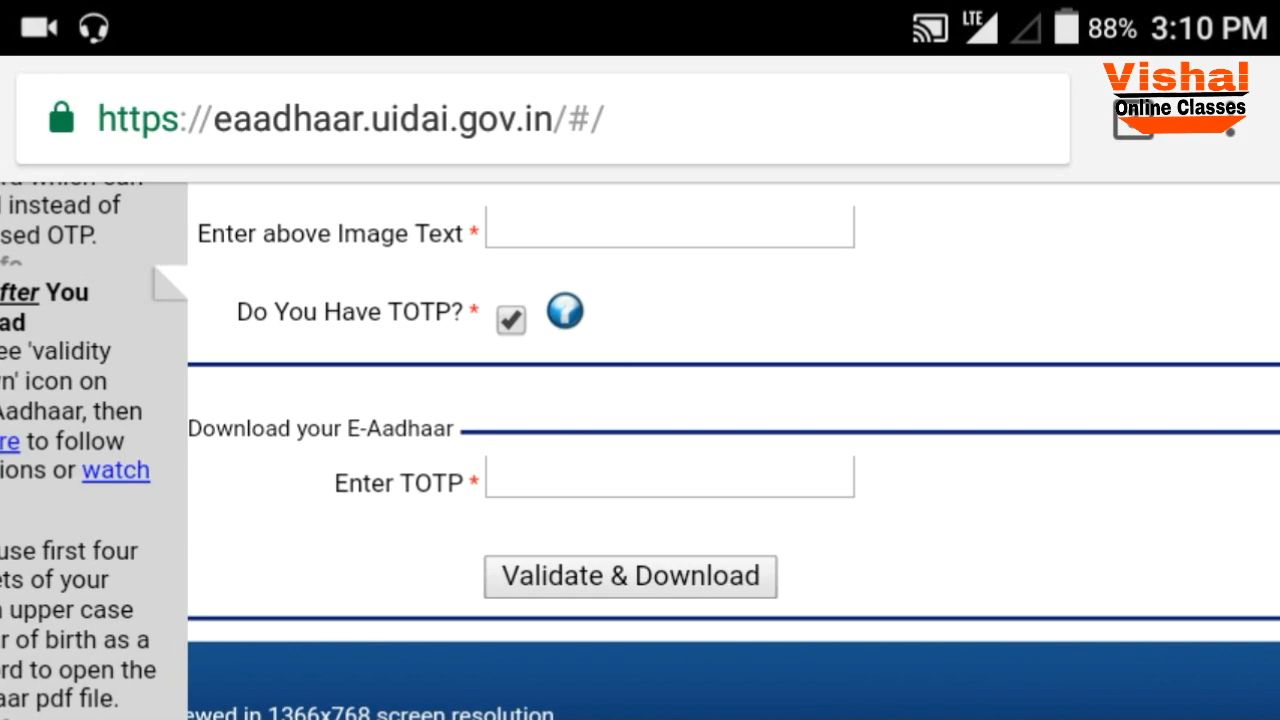 LTE 88% 3:10 PM
Vishal
Online Classes
https://eaadhaar.uidai.gov.in/#/
instead of
sed OTP.
Enter above Image Text *
fter You
ad
Do You Have TOTP? * ?
ee 'validity
n' icon on
Aadhaar, then
re to follow
ions or watch
Download your E-Aadhaar
Enter TOTP *
use first four
ets of your
upper case
r of birth as a
rd to open the
aar pdf file.
Validate & Download
ewed in 1366x768 screen resolution